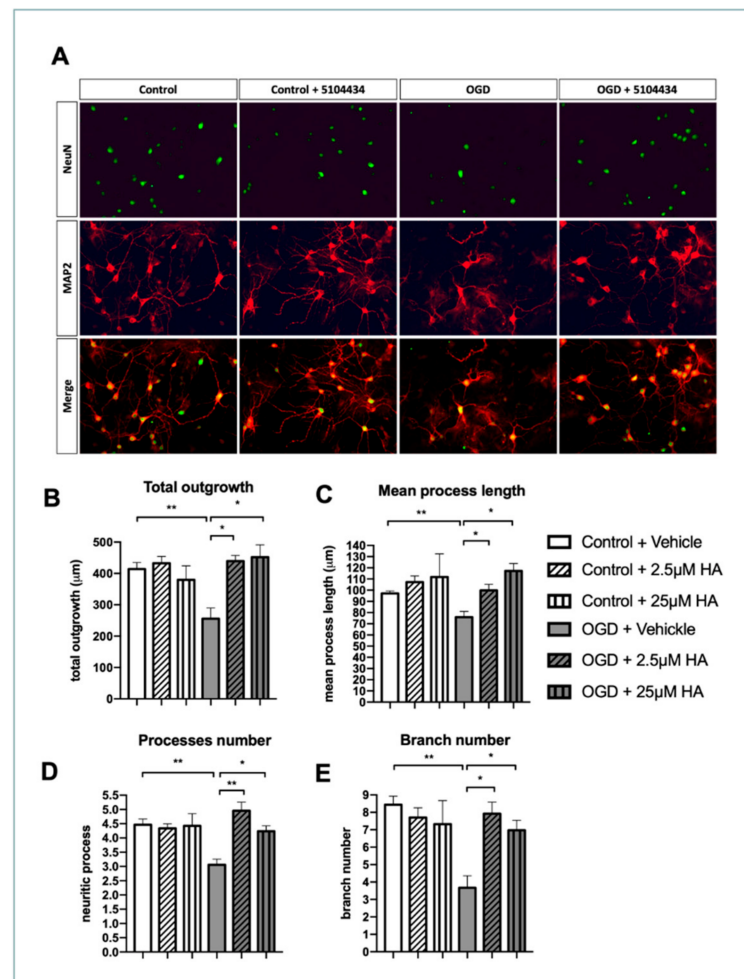 A
Control Control + 5104434 OGD OGD + 5104434
NeuN
MAP2
Merge
B
Total outgrowth
** * *
total outgrowth (µm)
500
400
300
200
100
0
C
Mean process length
** * *
mean process length (µm)
140
130
120
110
100
90
80
70
60
50
40
30
20
10
0
Control + Vehicle
Control + 2.5µM HA
Control + 25µM HA
OGD + Vehickle
OGD + 2.5µM HA
OGD + 25µM HA
D
Processes number
** * **
neuritic process
5.5
5.0
4.5
4.0
3.5
3.0
2.5
2.0
1.5
1.0
0.5
0.0
E
Branch number
** * *
branch number
9
8
7
6
5
4
3
2
1
0